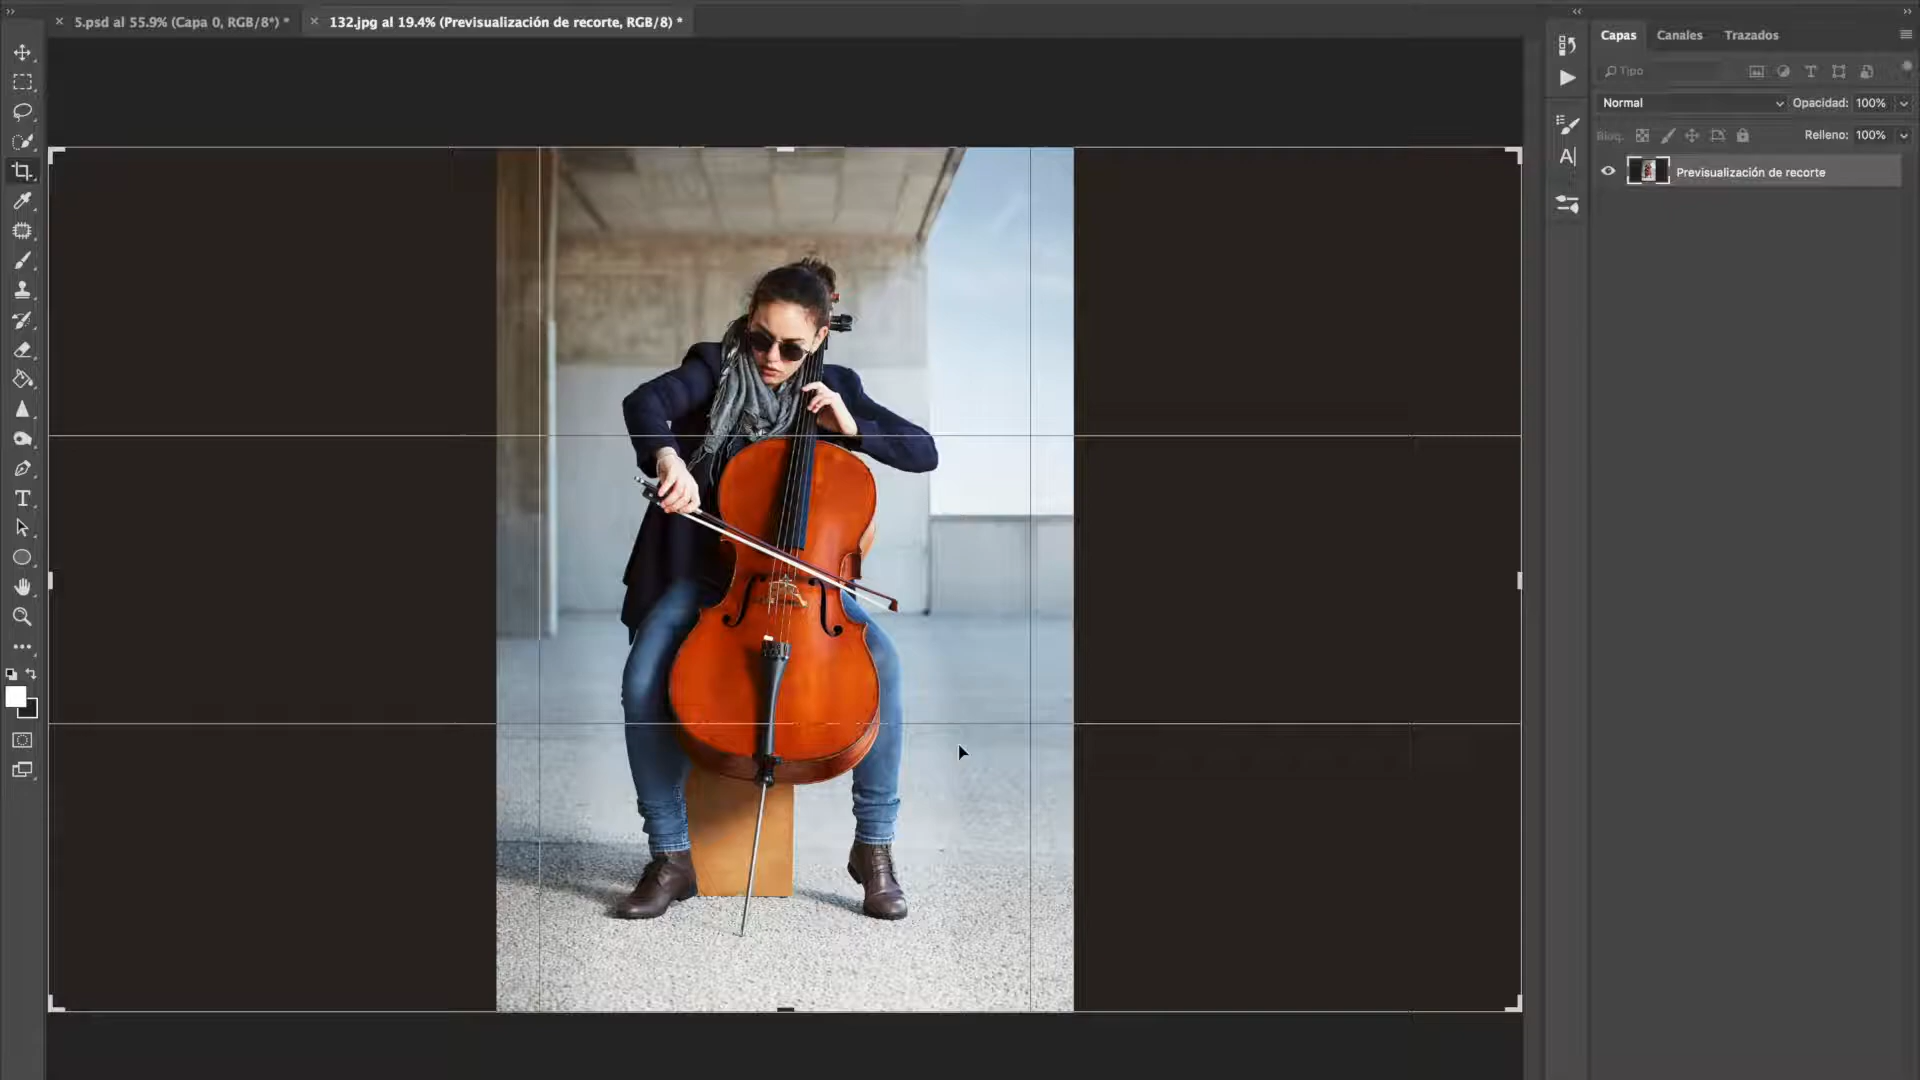 5.psd al 55.9% (Capa 0, RGB/8*) *
132.jpg al 19.4% (Previsualización de recorte, RGB/8) *
Capas Canales Trazados
Tipo
Normal Opacidad: 100%
Bloq. Relleno: 100%
Previsualización de recorte